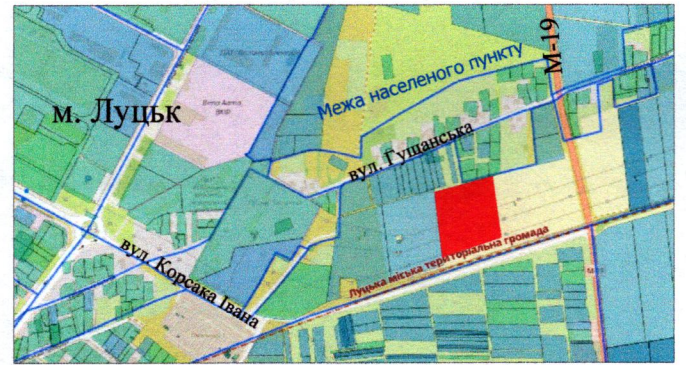 М-19
Межа населеного пункту
м. Луцьк
вул. Гущанська
вул. Корсака Івана
Луцька міська територіальна громада